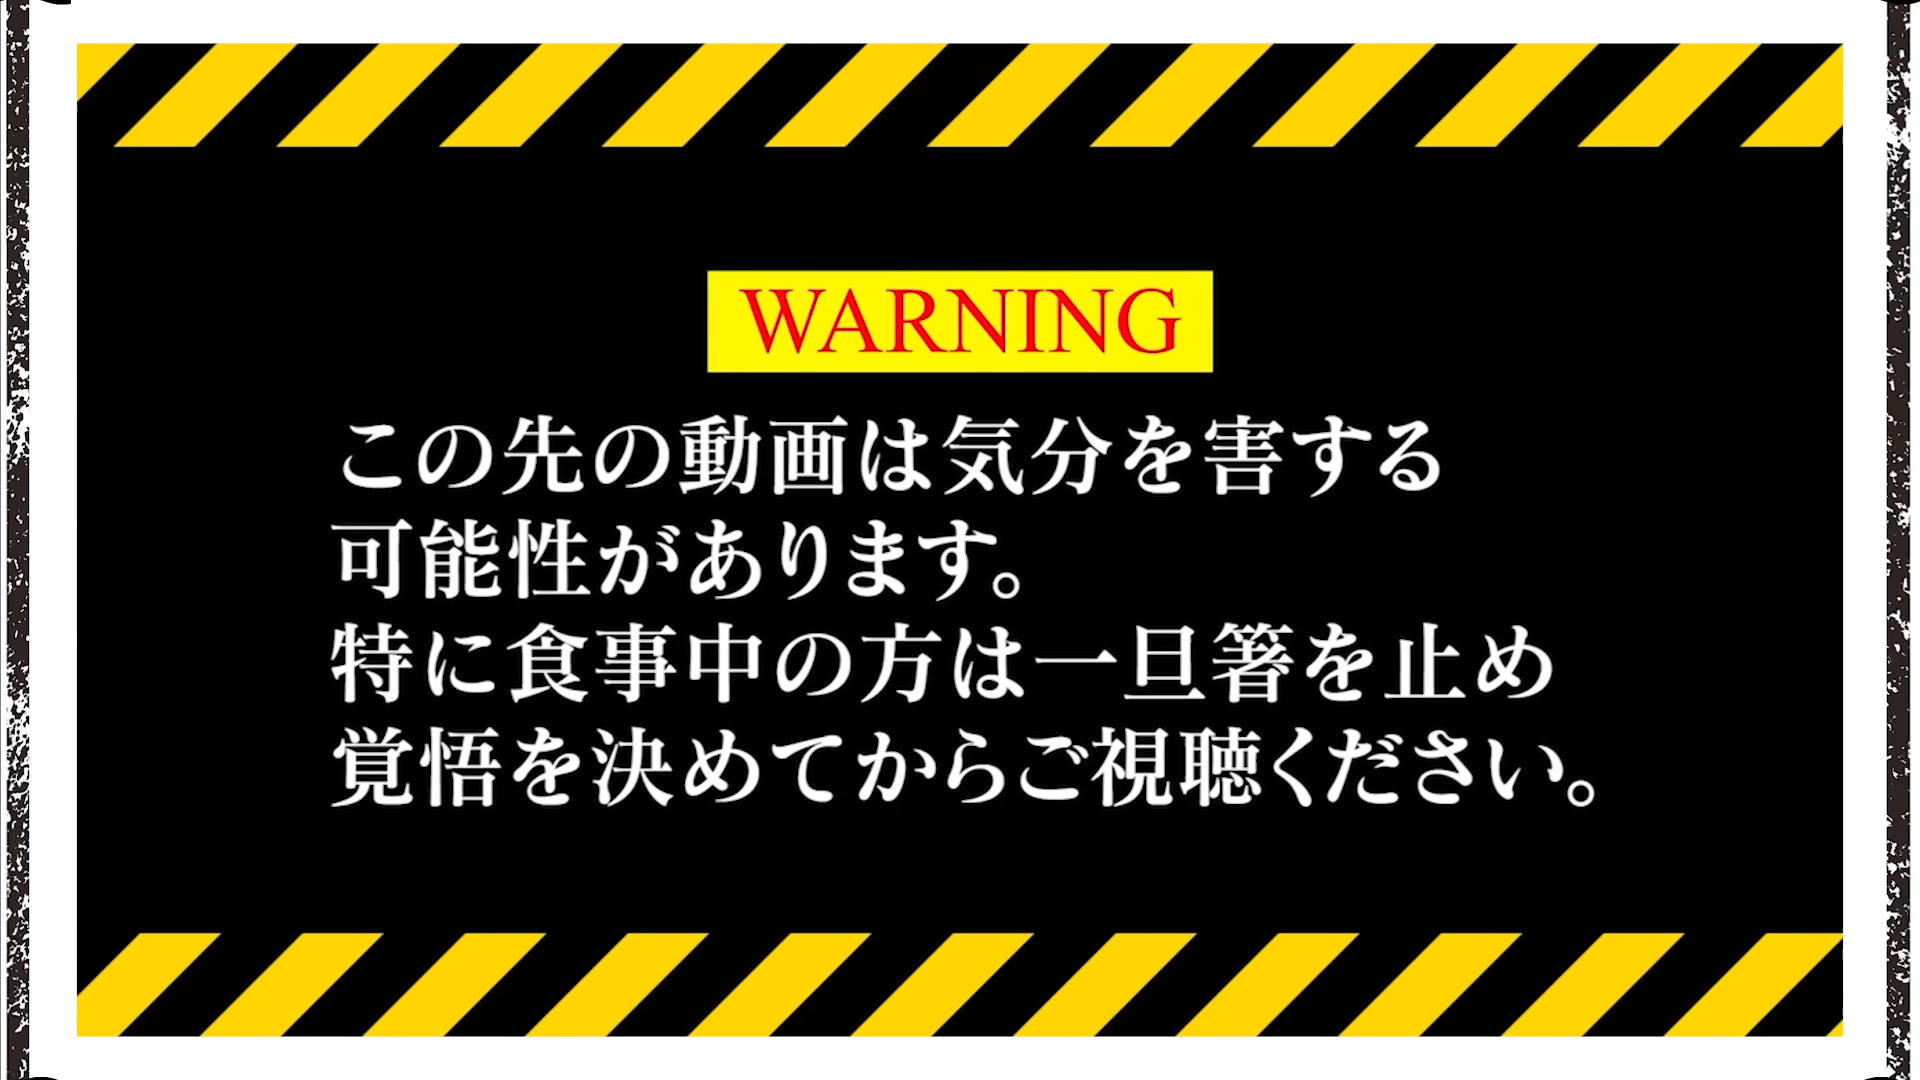 WARNING
この先の動画は気分を害する
可能性があります。
特に食事中の方は一旦箸を止め
覚悟を決めてからご視聴ください。